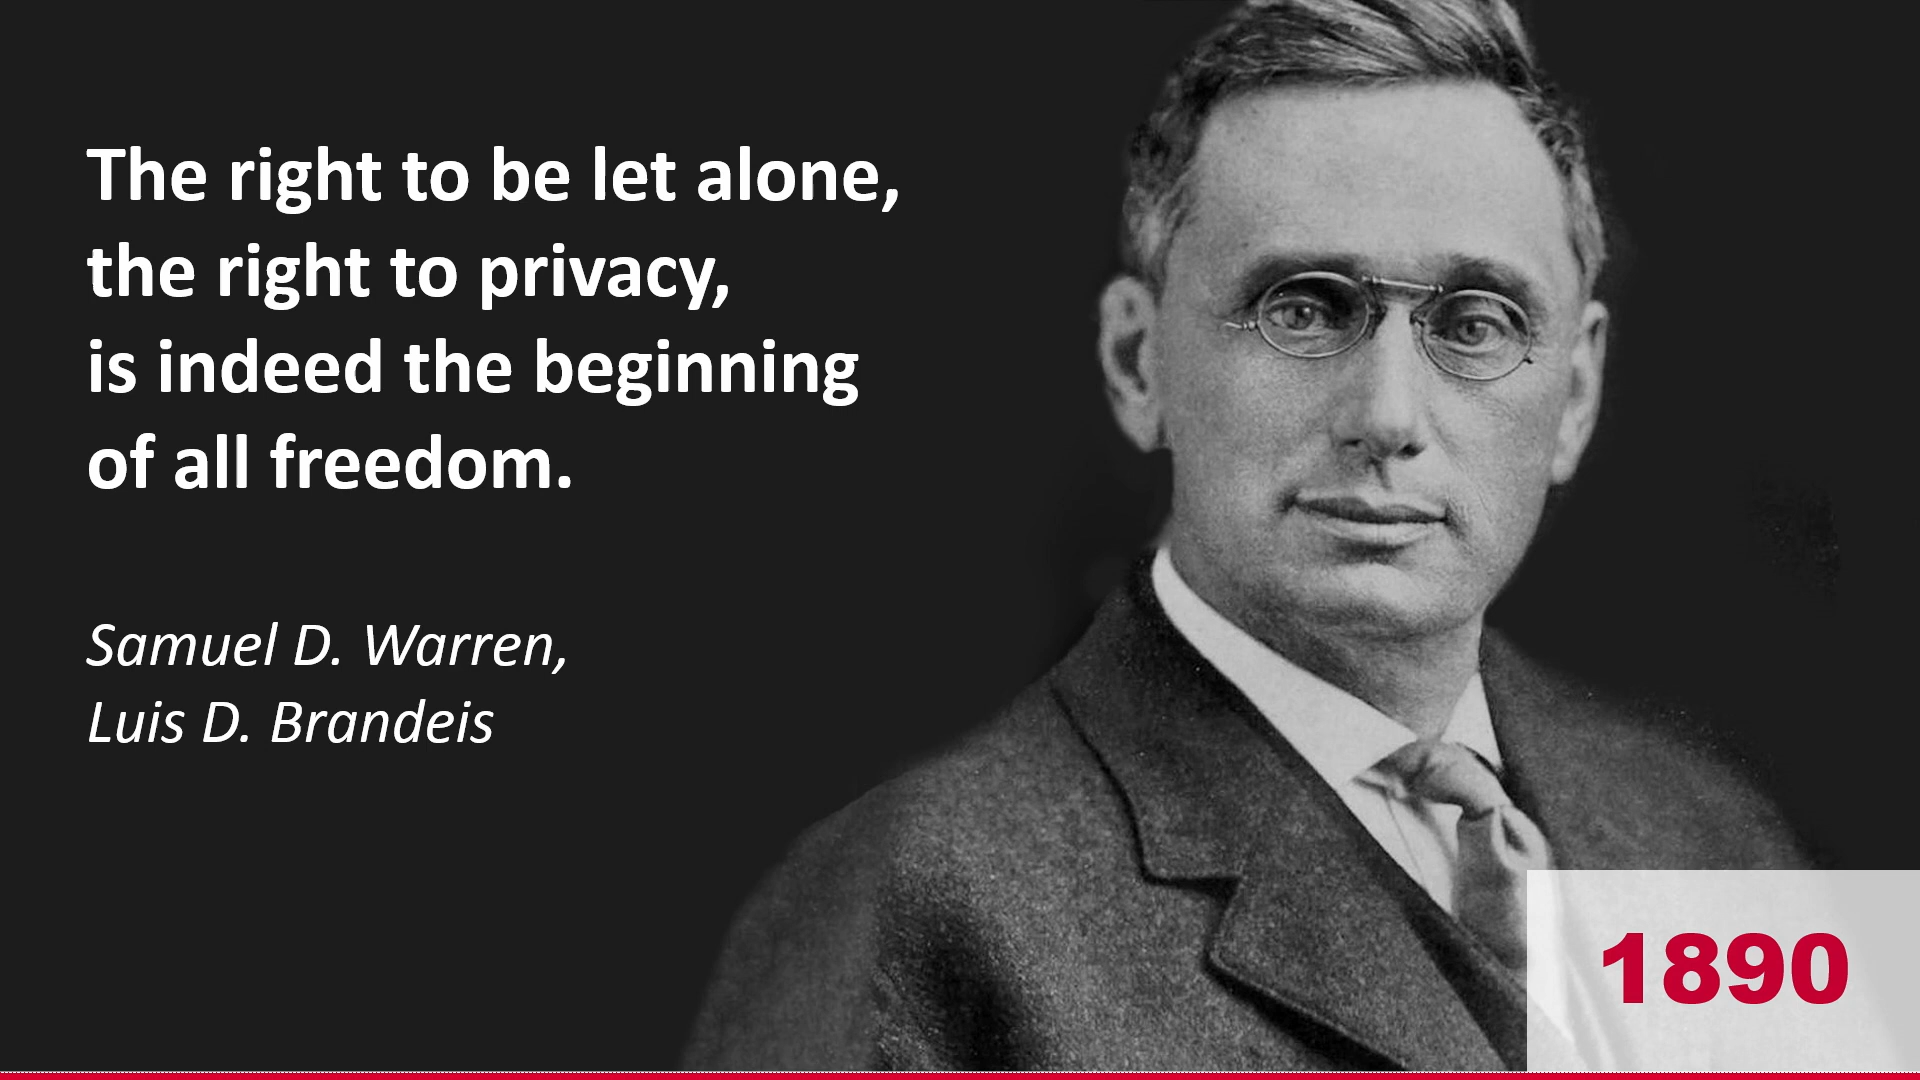 The right to be let alone,
the right to privacy,
is indeed the beginning
of all freedom.
Samuel D. Warren,
Luis D. Brandeis
1890